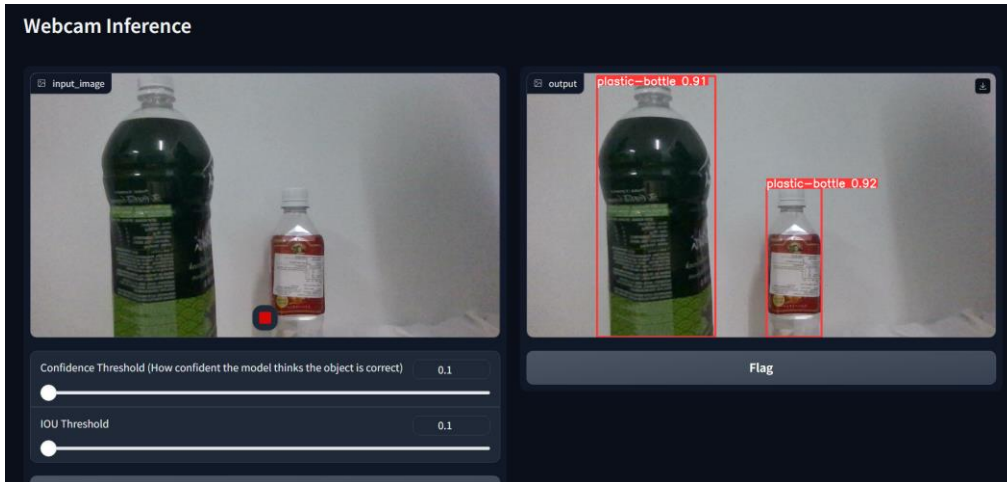 Webcam Inference
input_image
output
plastic-bottle 0.91
plastic-bottle 0.92
Confidence Threshold (How confident the model thinks the object is correct)
0.1
IOU Threshold
0.1
Flag